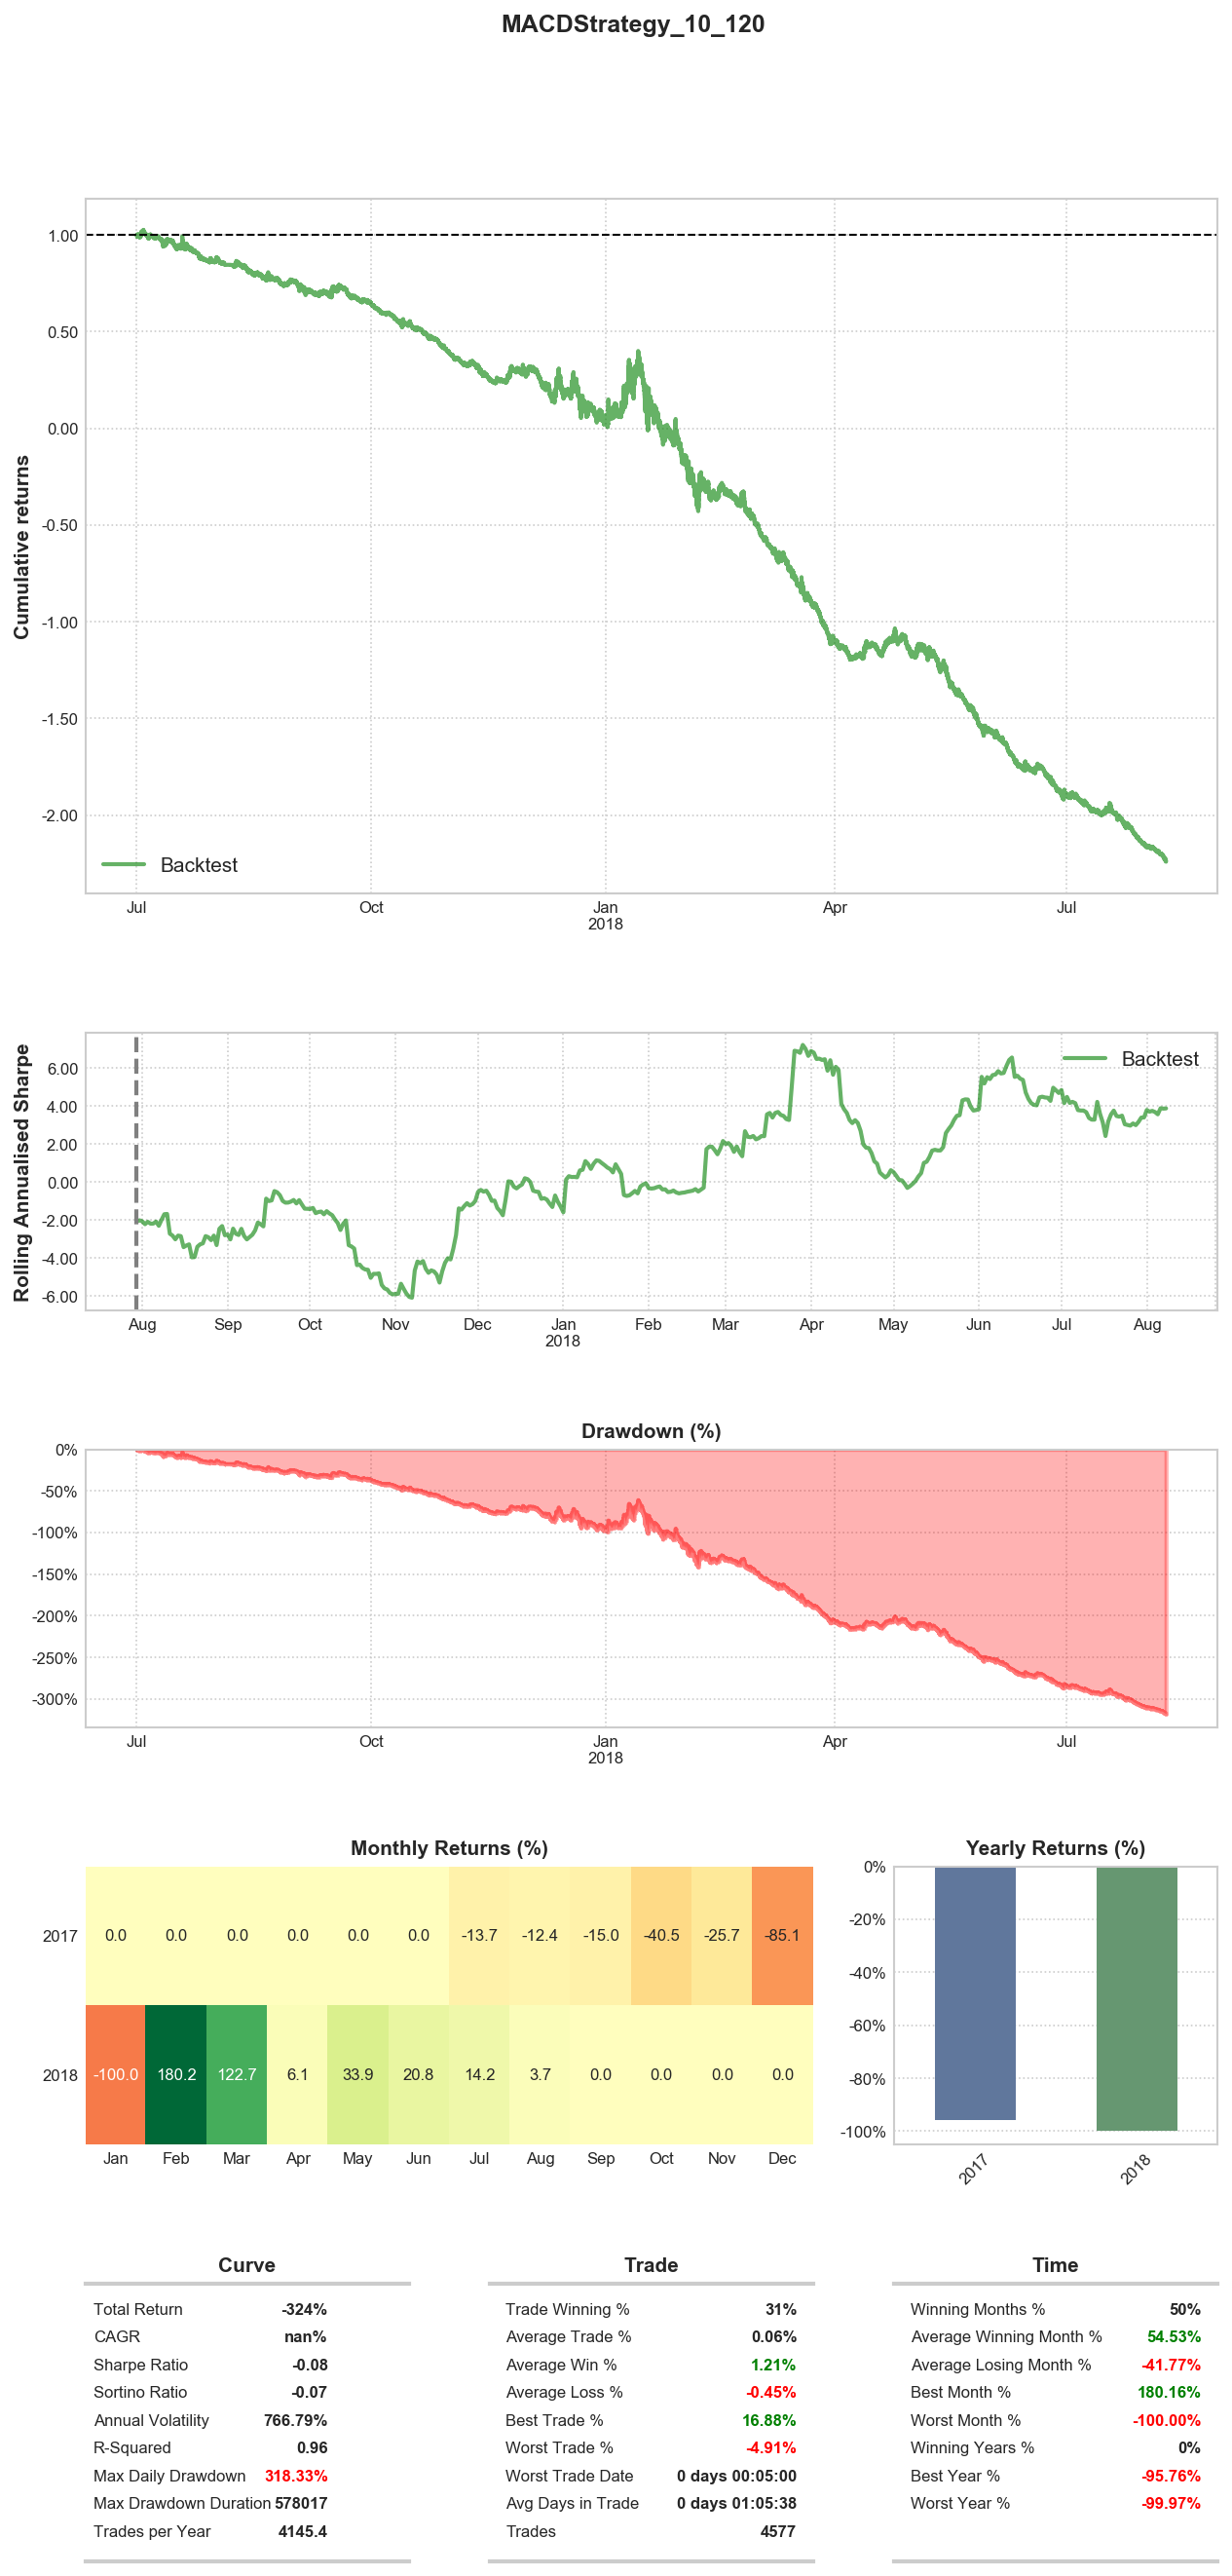 MACDStrategy_10_120
Cumulative returns
1.00
0.50
0.00
-0.50
-1.00
-1.50
-2.00
Backtest
Jul
Oct
Jan
2018
Apr
Jul
Rolling Annualised Sharpe
6.00
4.00
2.00
0.00
-2.00
-4.00
-6.00
Backtest
Aug
Sep
Oct
Nov
Dec
Jan
2018
Feb
Mar
Apr
May
Jun
Jul
Aug
Drawdown (%)
0%
-50%
-100%
-150%
-200%
-250%
-300%
Jul
Oct
Jan
2018
Apr
Jul
Monthly Returns (%)
2017 0.0 0.0 0.0 0.0 0.0 0.0 -13.7 -12.4 -15.0 -40.5 -25.7 -85.1
2018 -100.0 180.2 122.7 6.1 33.9 20.8 14.2 3.7 0.0 0.0 0.0 0.0
Jan Feb Mar Apr May Jun Jul Aug Sep Oct Nov Dec
Yearly Returns (%)
0%
-20%
-40%
-60%
-80%
-100%
2017
2018
Curve
Total Return -324%
CAGR nan%
Sharpe Ratio -0.08
Sortino Ratio -0.07
Annual Volatility 766.79%
R-Squared 0.96
Max Daily Drawdown 318.33%
Max Drawdown Duration 578017
Trades per Year 4145.4
Trade
Trade Winning % 31%
Average Trade % 0.06%
Average Win % 1.21%
Average Loss % -0.45%
Best Trade % 16.88%
Worst Trade % -4.91%
Worst Trade Date 0 days 00:05:00
Avg Days in Trade 0 days 01:05:38
Trades 4577
Time
Winning Months % 50%
Average Winning Month % 54.53%
Average Losing Month % -41.77%
Best Month % 180.16%
Worst Month % -100.00%
Winning Years % 0%
Best Year % -95.76%
Worst Year % -99.97%